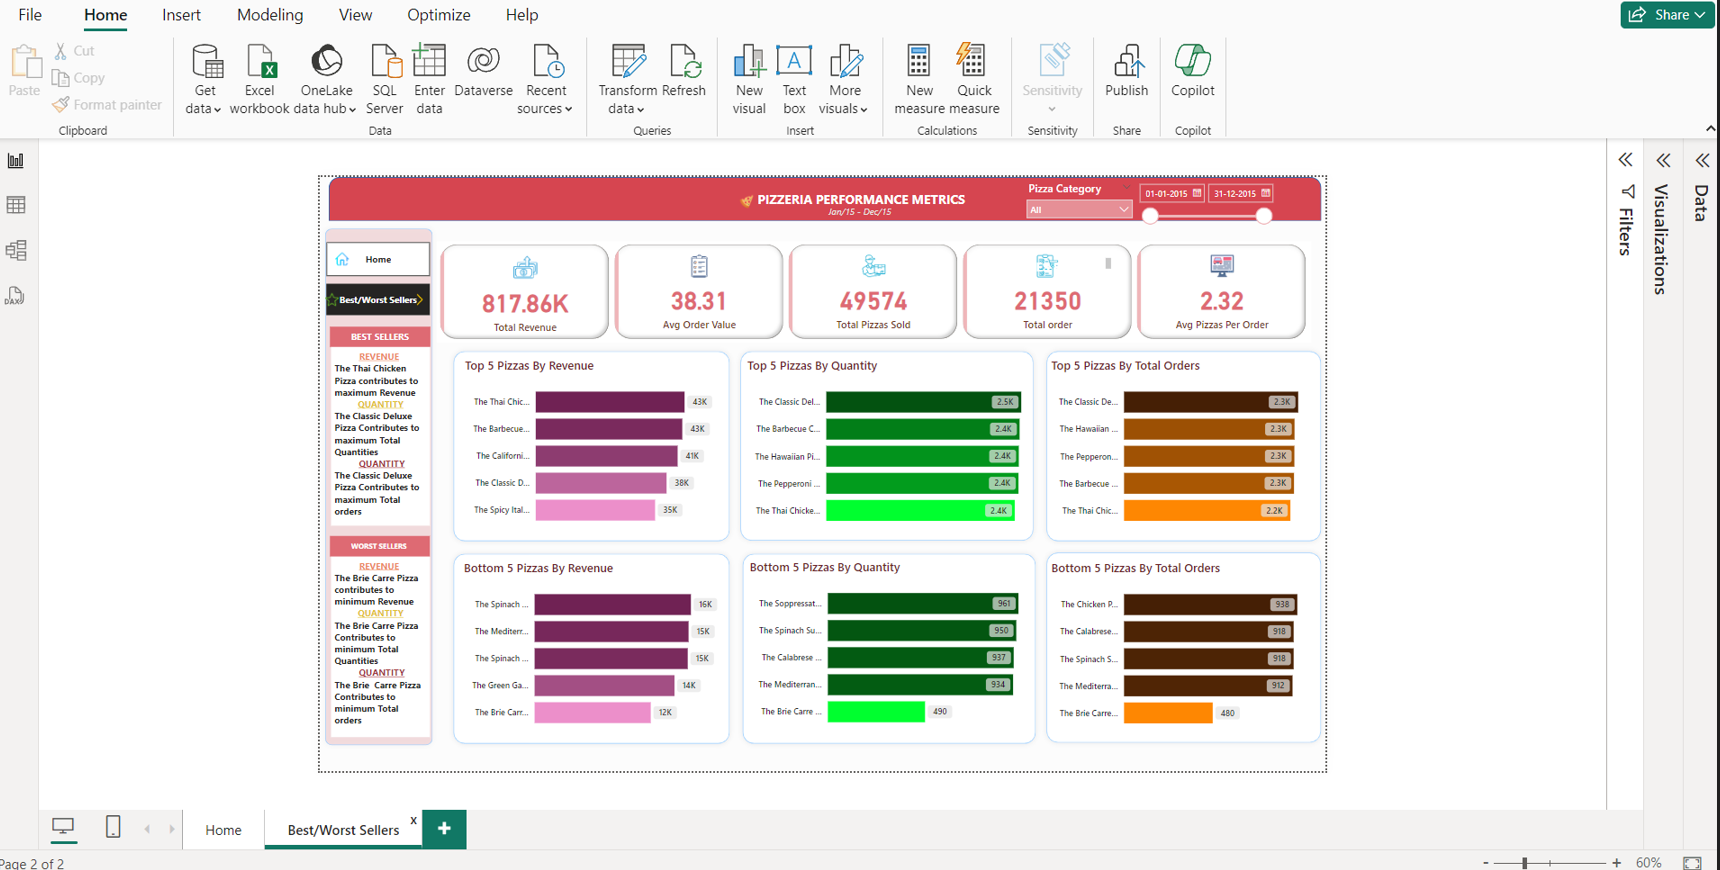 File Home Insert Modeling View Optimize Help
Share
Paste
Cut
Copy
Format painter
Clipboard
Get data
Excel workbook
OneLake data hub
SQL Server
Enter data
Dataverse
Recent sources
Data
Transform data
Refresh
Queries
New visual
Text box
More visuals
Insert
New measure
Quick measure
Calculations
Sensitivity
Sensitivity
Publish
Share
Copilot
Copilot
PIZZERIA PERFORMANCE METRICS
Jan/15 - Dec/15
Pizza Category
All
01-01-2015
31-12-2015
Filters
Visualizations
Data
Home
Best/Worst Sellers
BEST SELLERS
REVENUE
The Thai Chicken
Pizza contributes to
maximum Revenue
QUANTITY
The Classic Deluxe
Pizza Contributes to
maximum Total
Quantities
QUANTITY
The Classic Deluxe
Pizza Contributes to
maximum Total
orders
WORST SELLERS
REVENUE
The Brie Carre Pizza
contributes to
minimum Revenue
QUANTITY
The Brie Carre Pizza
Contributes to
minimum Total
Quantities
QUANTITY
The Brie Carre Pizza
Contributes to
minimum Total
orders
817.86K
Total Revenue
38.31
Avg Order Value
49574
Total Pizzas Sold
21350
Total order
2.32
Avg Pizzas Per Order
Top 5 Pizzas By Revenue
The Thai Chic... 43K
The Barbecue... 43K
The Californi... 41K
The Classic D... 38K
The Spicy Ital... 35K
Top 5 Pizzas By Quantity
The Classic Del... 2.5K
The Barbecue C... 2.4K
The Hawaiian Pi... 2.4K
The Pepperoni ... 2.4K
The Thai Chicke... 2.4K
Top 5 Pizzas By Total Orders
The Classic De... 2.3K
The Hawaiian ... 2.3K
The Pepperon... 2.3K
The Barbecue ... 2.3K
The Thai Chic... 2.2K
Bottom 5 Pizzas By Revenue
The Spinach ... 16K
The Mediterr... 15K
The Spinach ... 15K
The Green Ga... 14K
The Brie Carr... 12K
Bottom 5 Pizzas By Quantity
The Soppressat... 961
The Spinach Su... 950
The Calabrese ... 937
The Mediterran... 934
The Brie Carre ... 490
Bottom 5 Pizzas By Total Orders
The Chicken P... 938
The Calabrese... 918
The Spinach S... 918
The Mediterra... 912
The Brie Carre... 480
Home
Best/Worst Sellers x
+
Page 2 of 2
- + 60%